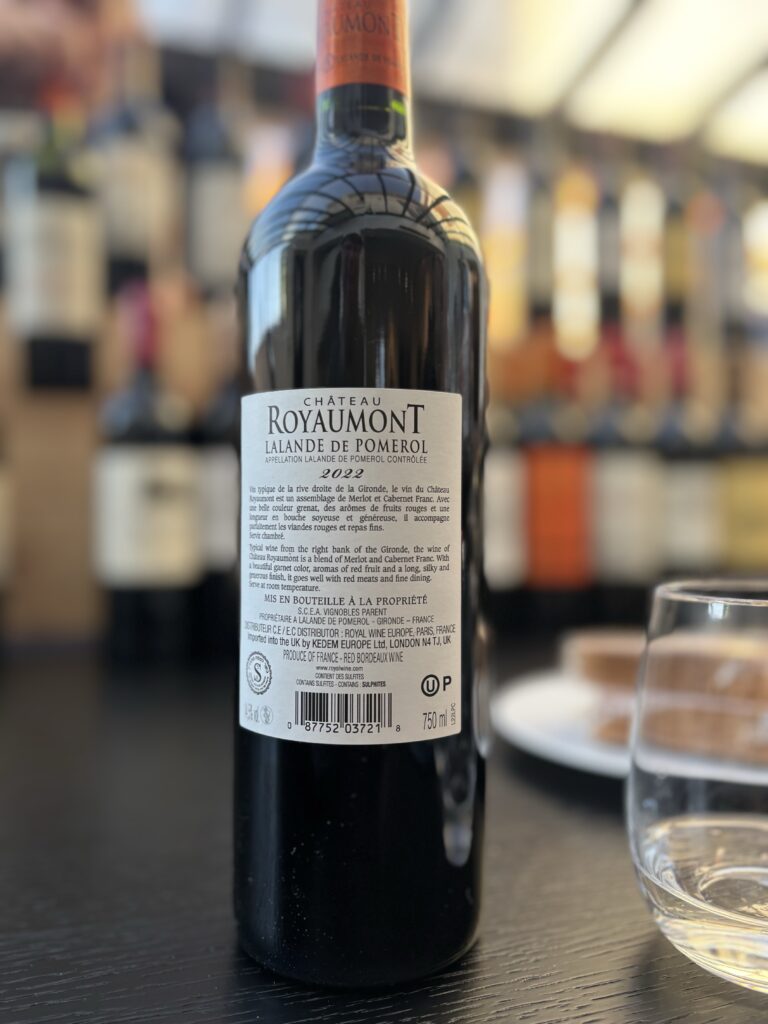 CHÂTEAU
ROYAUMONT
LALANDE DE POMEROL
APPELLATION LALANDE DE POMEROL CONTRÔLÉE
2022
Vin typique de la rive droite de la Gironde, le vin du Château
Royaumont est un assemblage de Merlot et Cabernet Franc. Avec
une belle couleur grenat, des arômes de fruits rouges et une
longueur en bouche soyeuse et généreuse, il accompagne
parfaitement les viandes rouges et repas fins.
Servir chambré.
Typical wine from the right bank of the Gironde, the wine of
Château Royaumont is a blend of Merlot and Cabernet Franc. With
a beautiful garnet color, aromas of red fruit and a long, silky and
generous finish, it goes well with red meats and fine dining.
Serve at room temperature.
MIS EN BOUTEILLE À LA PROPRIÉTÉ
S.C.E.A. VIGNOBLES PARENT
PROPRIÉTAIRE A LALANDE DE POMEROL - GIRONDE - FRANCE
DISTRIBUTEUR C.E / E.C DISTRIBUTOR : ROYAL WINE EUROPE, PARIS, FRANCE
Imported into the UK by KEDEM EUROPE Ltd, LONDON N4 TJ, UK
PRODUCE OF FRANCE - RED BORDEAUX WINE
www.royalwine.com
CONTIENT DES SULFITES
CONTAINS SULFITES - CONTAINS : SULPHITES
S
U P
0 87752 03721 8
750 ml
L22LPC